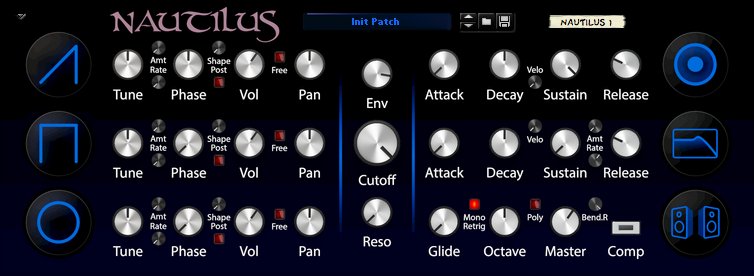 NAUTILUS
Init Patch
NAUTILUS 1
Amt
Rate
Shape
Post
Free
Tune
Phase
Vol
Pan
Env
Velo
Attack
Decay
Sustain
Release
Amt
Rate
Shape
Post
Free
Tune
Phase
Vol
Pan
Cutoff
Velo
Amt
Rate
Attack
Decay
Sustain
Release
Amt
Rate
Shape
Post
Free
Tune
Phase
Vol
Pan
Reso
Mono
Retrig
Poly
Bend.R
Glide
Octave
Master
Comp